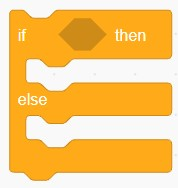 if then
else